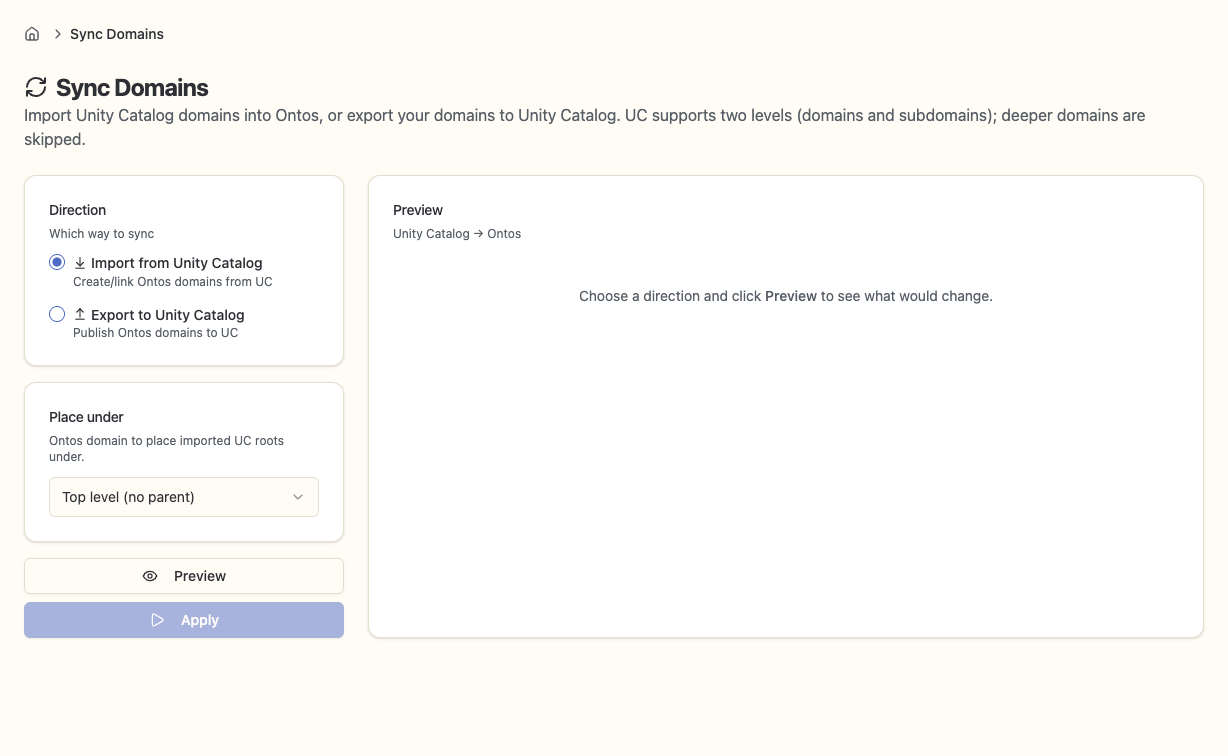 Sync Domains
Sync Domains
Import Unity Catalog domains into Ontos, or export your domains to Unity Catalog. UC supports two levels (domains and subdomains); deeper domains are
skipped.
Direction
Which way to sync
Import from Unity Catalog
Create/link Ontos domains from UC
Export to Unity Catalog
Publish Ontos domains to UC
Place under
Ontos domain to place imported UC roots
under.
Top level (no parent)
Preview
Apply
Preview
Unity Catalog → Ontos
Choose a direction and click Preview to see what would change.